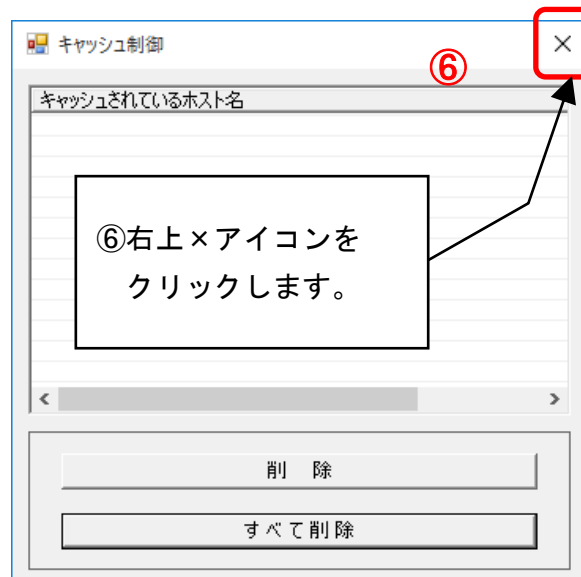 キャッシュ制御
⑥
キャッシュされているホスト名
⑥右上×アイコンを
クリックします。
削　除
すべて削除